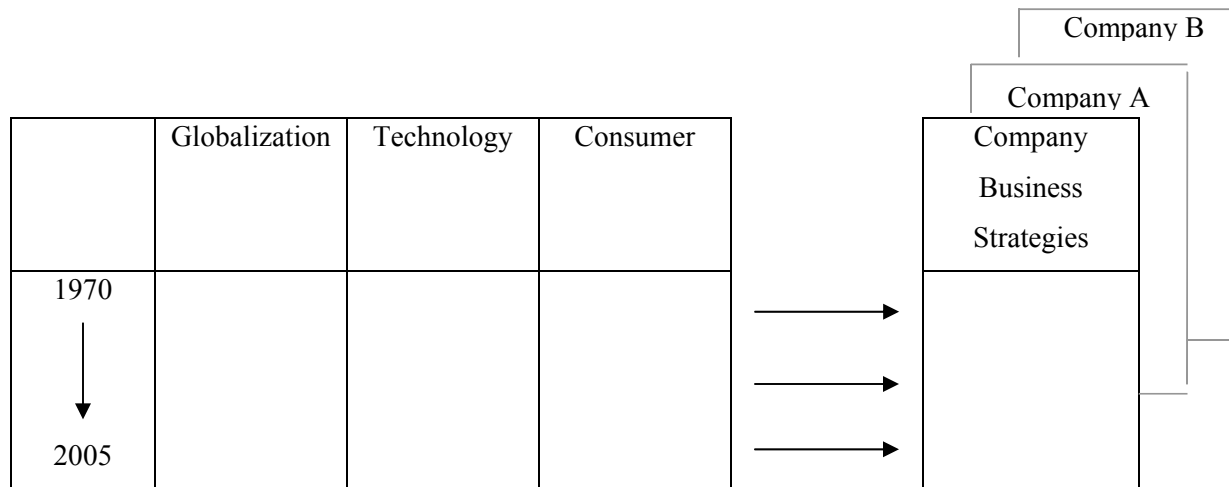 Company B
Company A
Globalization
Technology
Consumer
Company
Business
Strategies
1970
2005